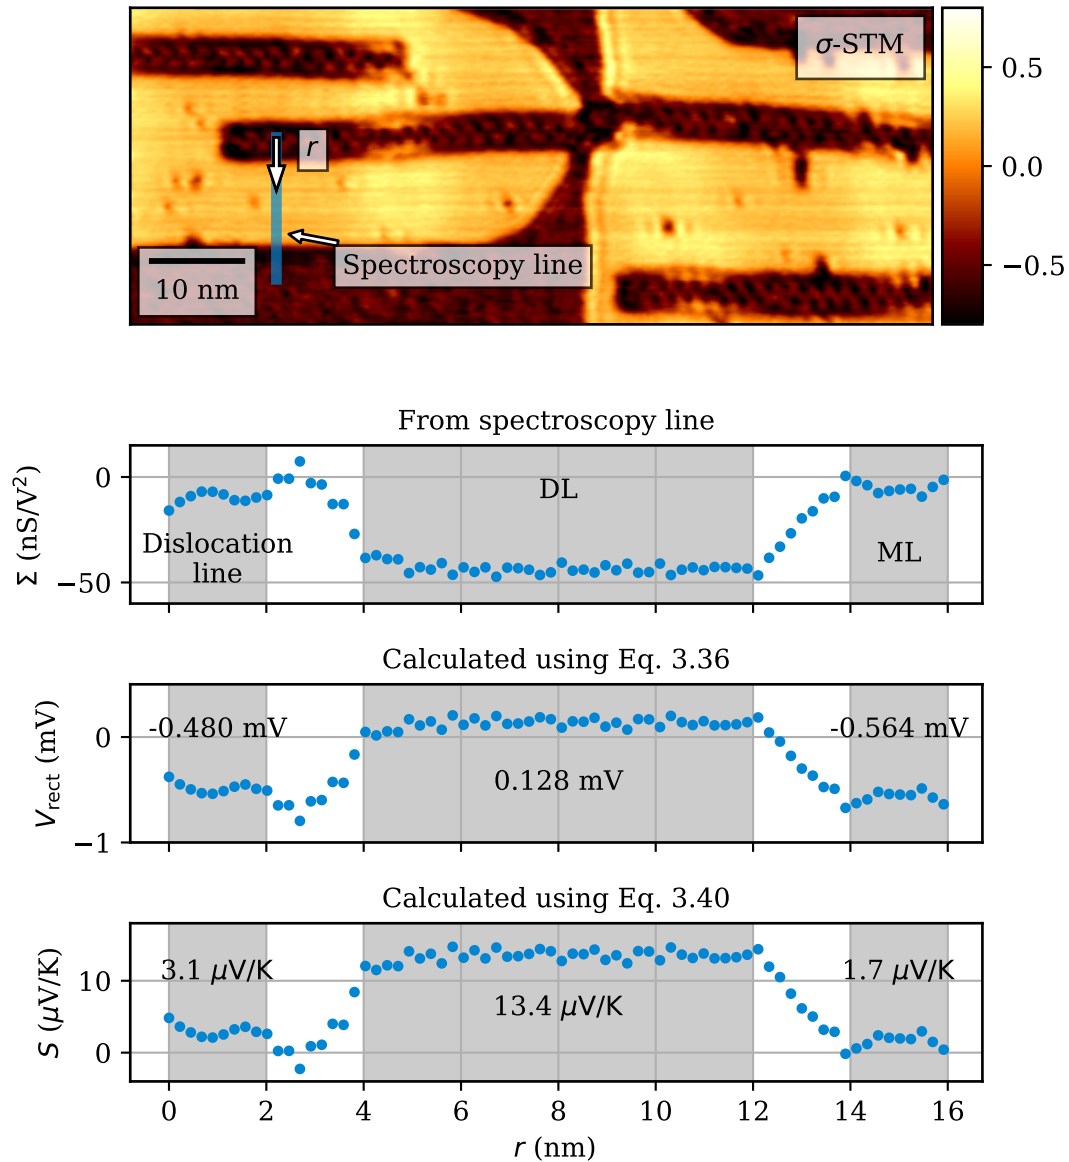 σ-STM
0.5
0.0
−0.5
r
Spectroscopy line
10 nm
From spectroscopy line
Σ (nS/V²)
0
−50
Dislocation
line
DL
ML
Calculated using Eq. 3.36
V_rect (mV)
0
−1
-0.480 mV
0.128 mV
-0.564 mV
Calculated using Eq. 3.40
S (μV/K)
10
0
3.1 μV/K
13.4 μV/K
1.7 μV/K
0 2 4 6 8 10 12 14 16
r (nm)